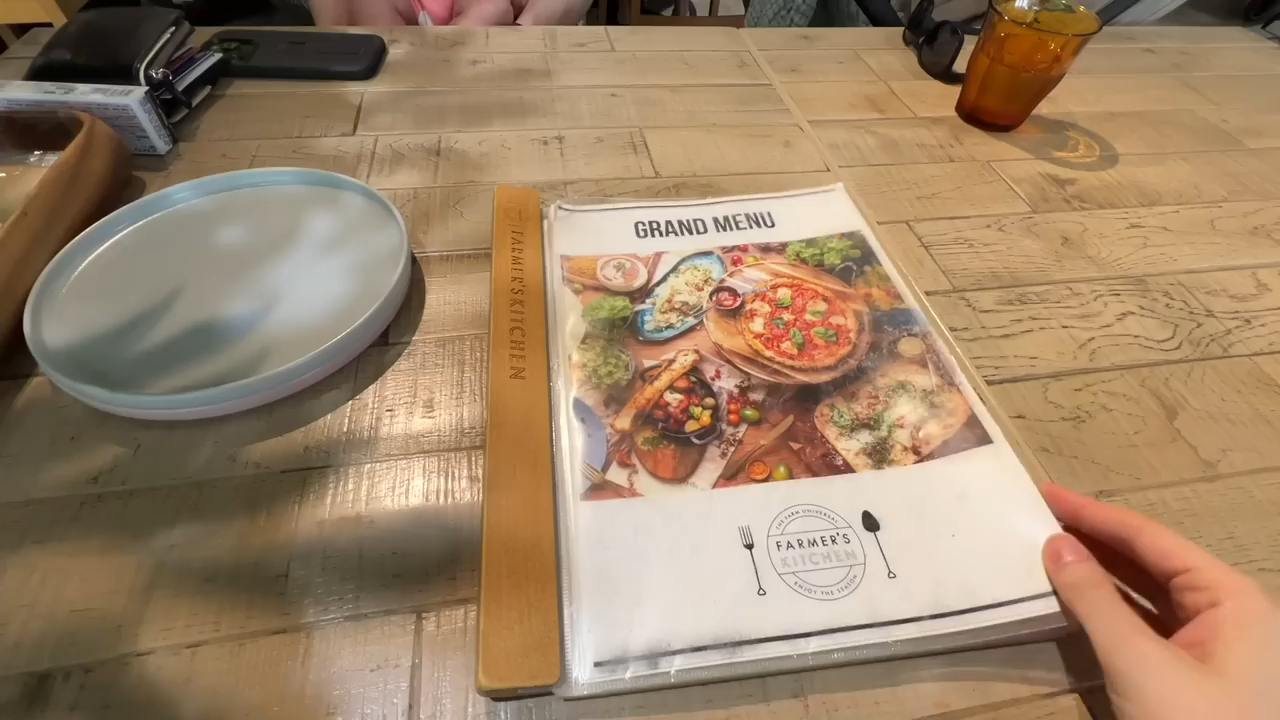 GRAND MENU
FARMER'S KITCHEN
THE FARM UNIVERSAL
FARMER'S
KITCHEN
ENJOY THE SEASON